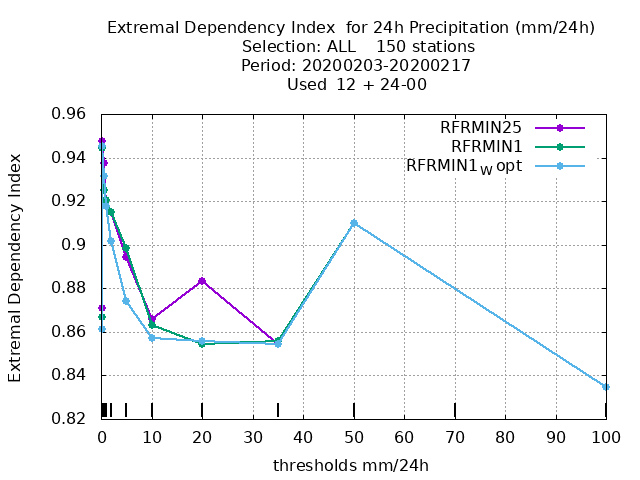 Extremal Dependency Index  for 24h Precipitation (mm/24h)
Selection: ALL    150 stations
Period: 20200203-20200217
Used  12 + 24-00
Extremal Dependency Index
0.96
0.94
0.92
0.9
0.88
0.86
0.84
0.82
RFRMIN25
RFRMIN1
RFRMIN1W opt
0 10 20 30 40 50 60 70 80 90 100
thresholds mm/24h